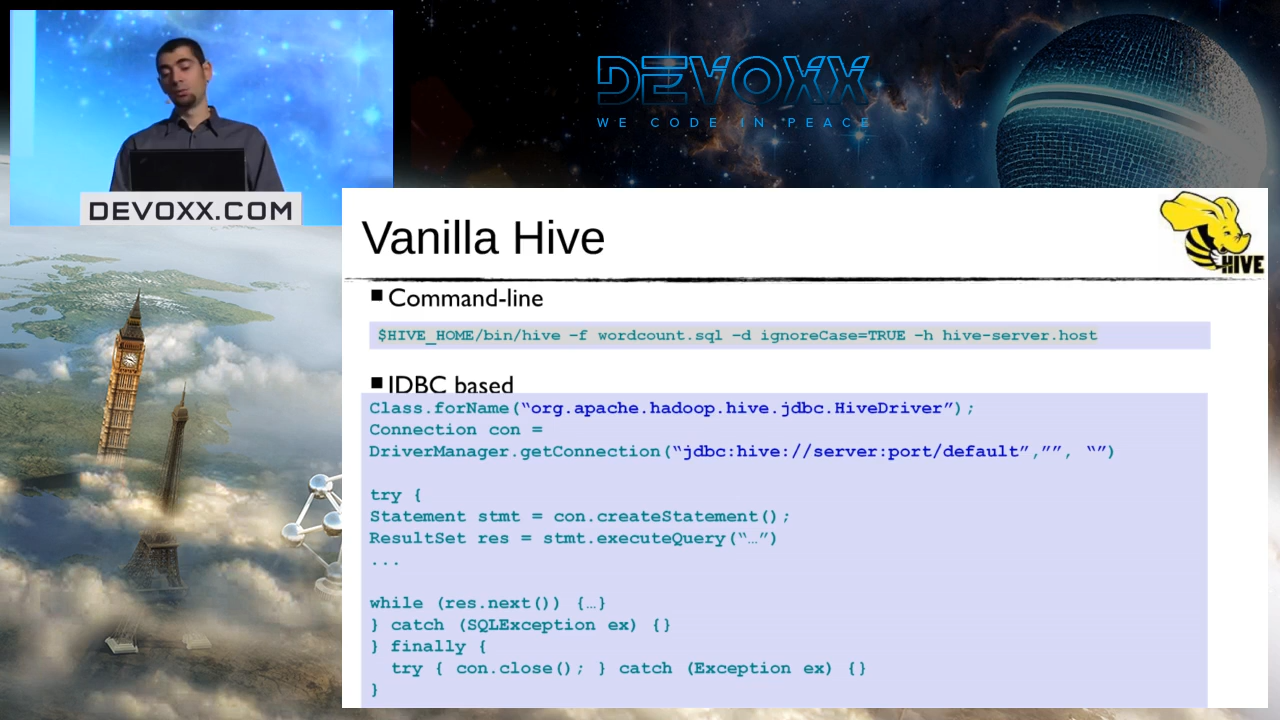 DEVOXX
WE CODE IN PEACE
DEVOXX.COM
Vanilla Hive
HIVE
■ Command-line
$HIVE_HOME/bin/hive –f wordcount.sql –d ignoreCase=TRUE –h hive-server.host
■ JDBC based
Class.forName(“org.apache.hadoop.hive.jdbc.HiveDriver”);
Connection con =
DriverManager.getConnection(“jdbc:hive://server:port/default”,””, “”)
try {
Statement stmt = con.createStatement();
ResultSet res = stmt.executeQuery(“…”)
...
while (res.next()) {…}
} catch (SQLException ex) {}
} finally {
try { con.close(); } catch (Exception ex) {}
}